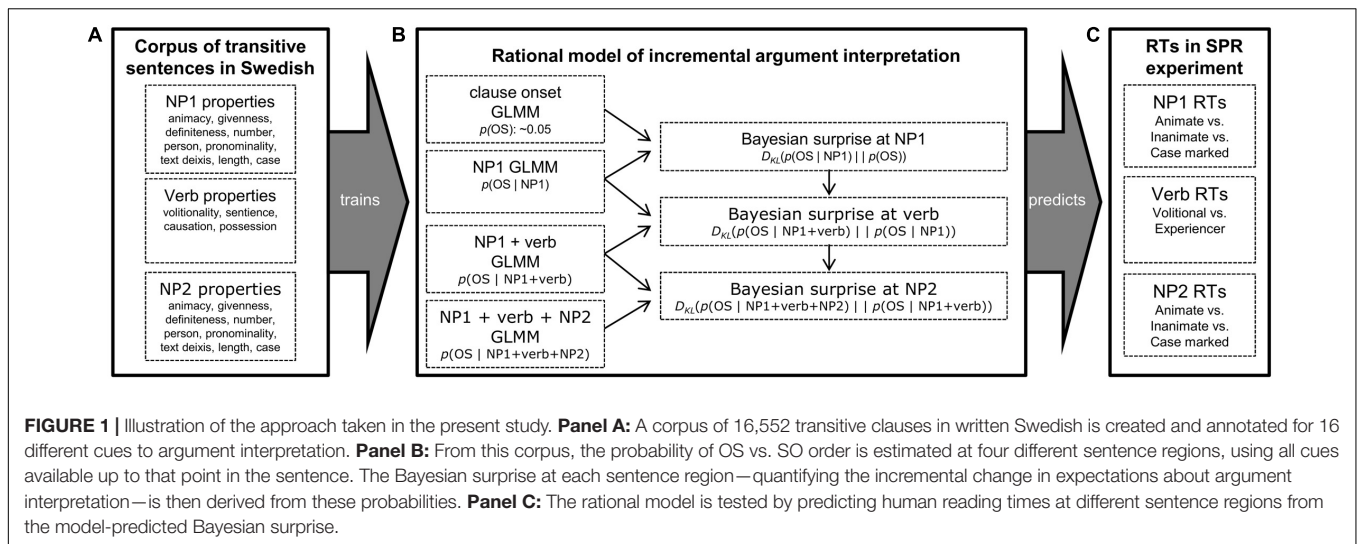 A
Corpus of transitive
sentences in Swedish
NP1 properties
animacy, givenness,
definiteness, number,
person, pronominality,
text deixis, length, case
Verb properties
volitionality, sentience,
causation, possession
NP2 properties
animacy, givenness,
definiteness, number,
person, pronominality,
text deixis, length, case
trains
B
Rational model of incremental argument interpretation
clause onset
GLMM
p(OS): ~0.05
NP1 GLMM
p(OS | NP1)
NP1 + verb
GLMM
p(OS | NP1+verb)
NP1 + verb + NP2
GLMM
p(OS | NP1+verb+NP2)
Bayesian surprise at NP1
DKL(p(OS | NP1) | | p(OS))
Bayesian surprise at verb
DKL(p(OS | NP1+verb) | | p(OS | NP1))
Bayesian surprise at NP2
DKL(p(OS | NP1+verb+NP2) | | p(OS | NP1+verb))
predicts
C
RTs in SPR
experiment
NP1 RTs
Animate vs.
Inanimate vs.
Case marked
Verb RTs
Volitional vs.
Experiencer
NP2 RTs
Animate vs.
Inanimate vs.
Case marked
FIGURE 1 | Illustration of the approach taken in the present study. Panel A: A corpus of 16,552 transitive clauses in written Swedish is created and annotated for 16
different cues to argument interpretation. Panel B: From this corpus, the probability of OS vs. SO order is estimated at four different sentence regions, using all cues
available up to that point in the sentence. The Bayesian surprise at each sentence region—quantifying the incremental change in expectations about argument
interpretation—is then derived from these probabilities. Panel C: The rational model is tested by predicting human reading times at different sentence regions from
the model-predicted Bayesian surprise.